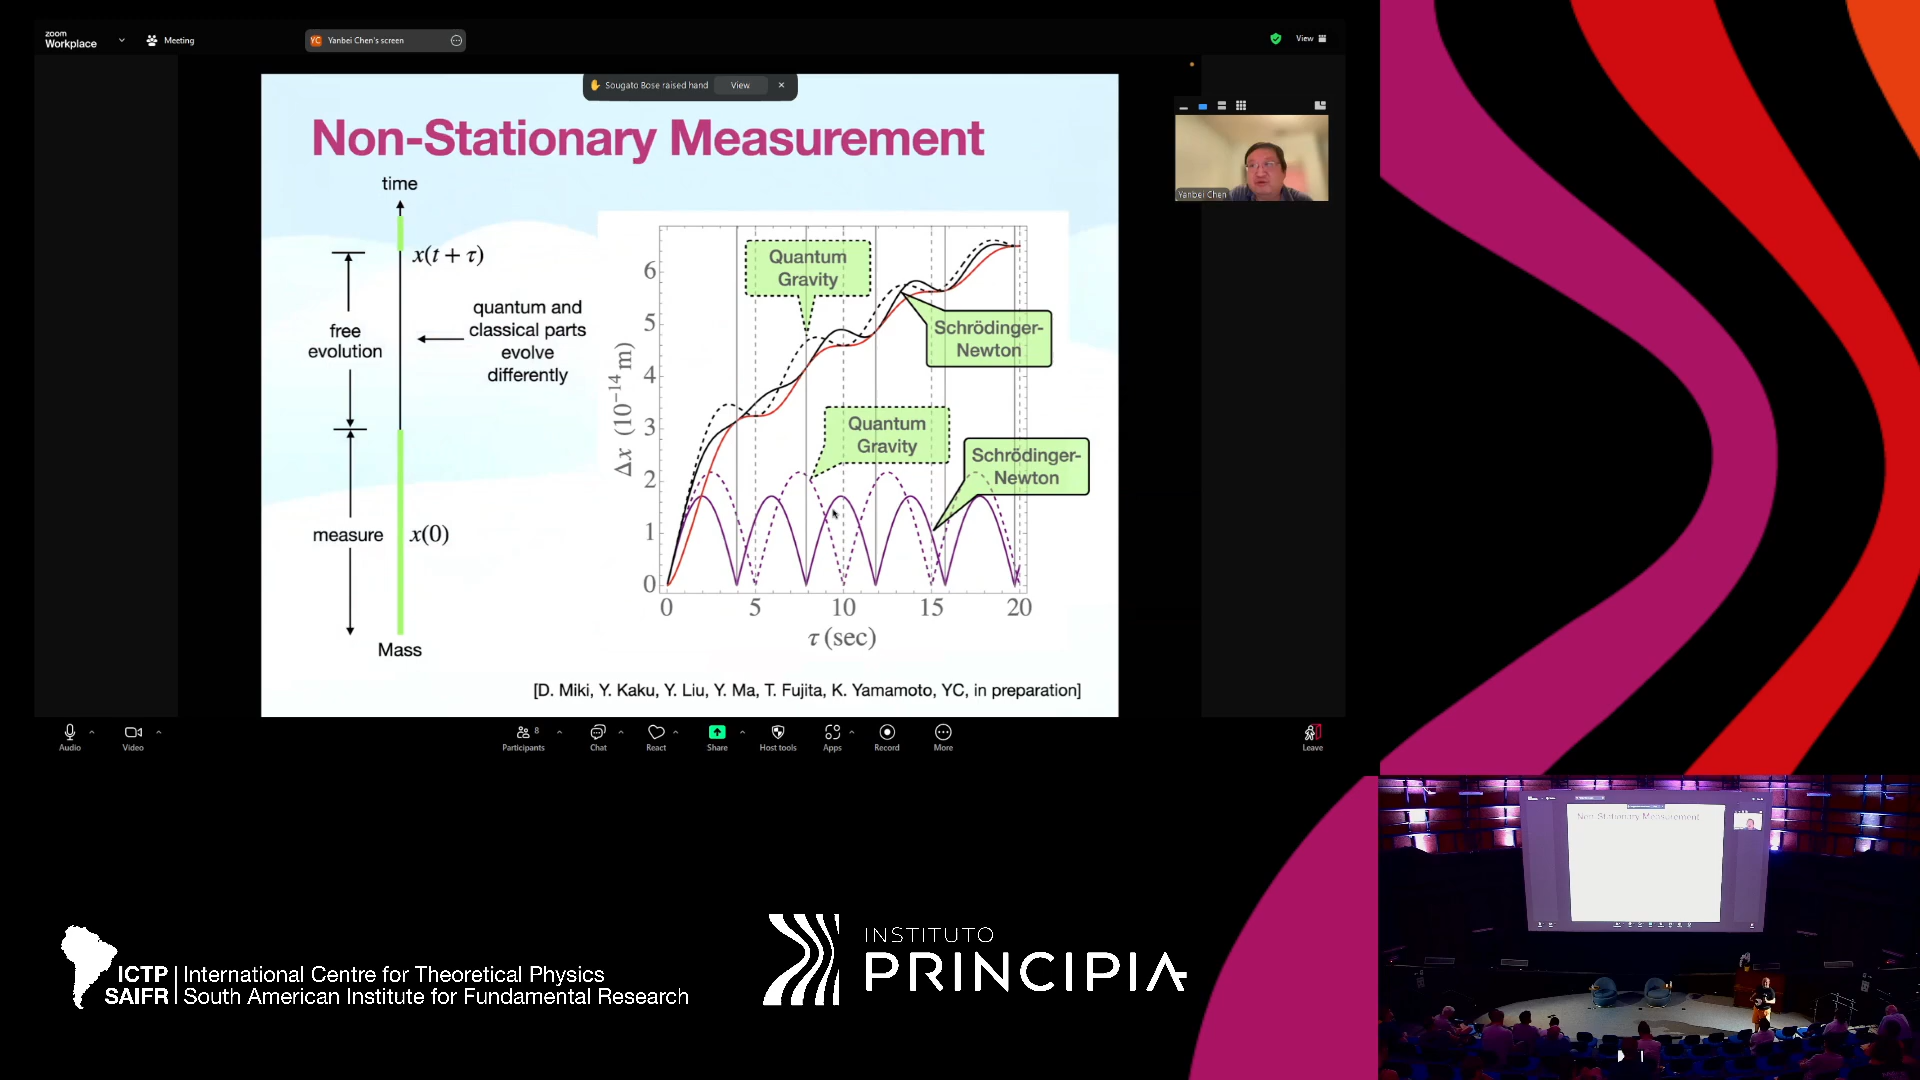 zoom
Workplace
Meeting
YC Yanbei Chen's screen
View
Sougato Bose raised hand View
Non-Stationary Measurement
Yanbei Chen
time
x(t + τ)
free
evolution
quantum and
classical parts
evolve
differently
measure
x(0)
Mass
Quantum
Gravity
Schrödinger-
Newton
Quantum
Gravity
Schrödinger-
Newton
Δx (10⁻¹⁴ m)
6
5
4
3
2
1
0
0 5 10 15 20
τ (sec)
[D. Miki, Y. Kaku, Y. Liu, Y. Ma, T. Fujita, K. Yamamoto, YC, in preparation]
Audio
Video
Participants 8
Chat
React
Share
Host tools
Apps
Record
More
Leave
Non-Stationary Measurement
ICTP | International Centre for Theoretical Physics
SAIFR | South American Institute for Fundamental Research
INSTITUTO
PRINCIPIA